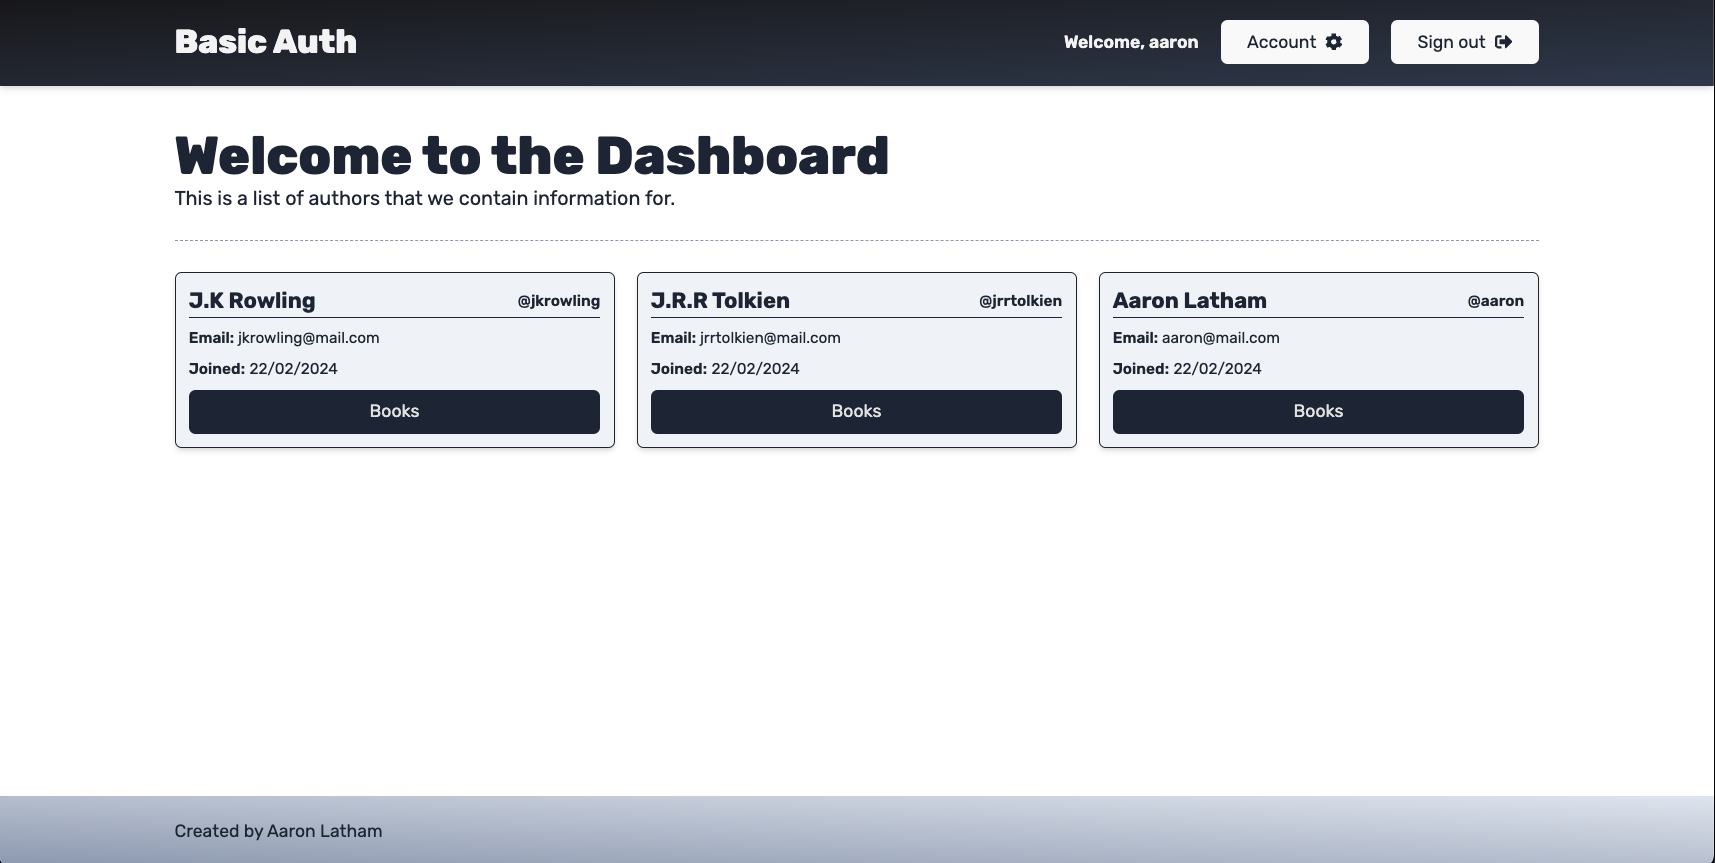 Basic Auth
Welcome, aaron
Account
Sign out
Welcome to the Dashboard
This is a list of authors that we contain information for.
J.K Rowling
@jkrowling
Email: jkrowling@mail.com
Joined: 22/02/2024
Books
J.R.R Tolkien
@jrrtolkien
Email: jrrtolkien@mail.com
Joined: 22/02/2024
Books
Aaron Latham
@aaron
Email: aaron@mail.com
Joined: 22/02/2024
Books
Created by Aaron Latham